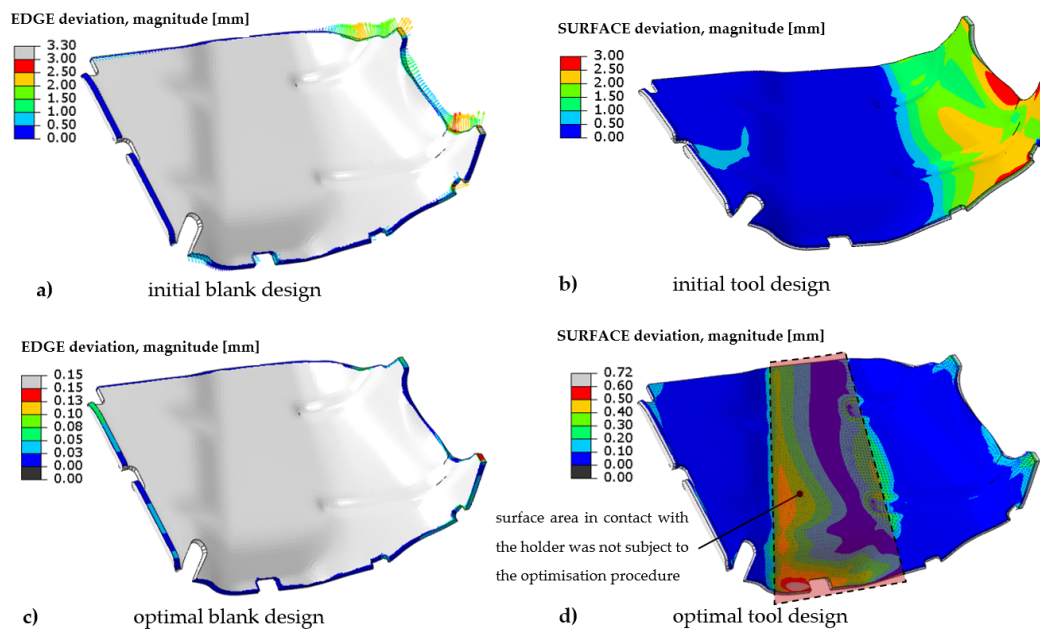 EDGE deviation, magnitude [mm]
3.30
3.00
2.50
2.00
1.50
1.00
0.50
0.00
a)
initial blank design
SURFACE deviation, magnitude [mm]
3.30
3.00
2.50
2.00
1.50
1.00
0.50
0.00
b)
initial tool design
EDGE deviation, magnitude [mm]
0.15
0.15
0.13
0.10
0.08
0.05
0.03
0.00
0.00
c)
optimal blank design
SURFACE deviation, magnitude [mm]
0.72
0.60
0.50
0.40
0.30
0.20
0.10
0.00
0.00
surface area in contact with
the holder was not subject to
the optimisation procedure
d)
optimal tool design